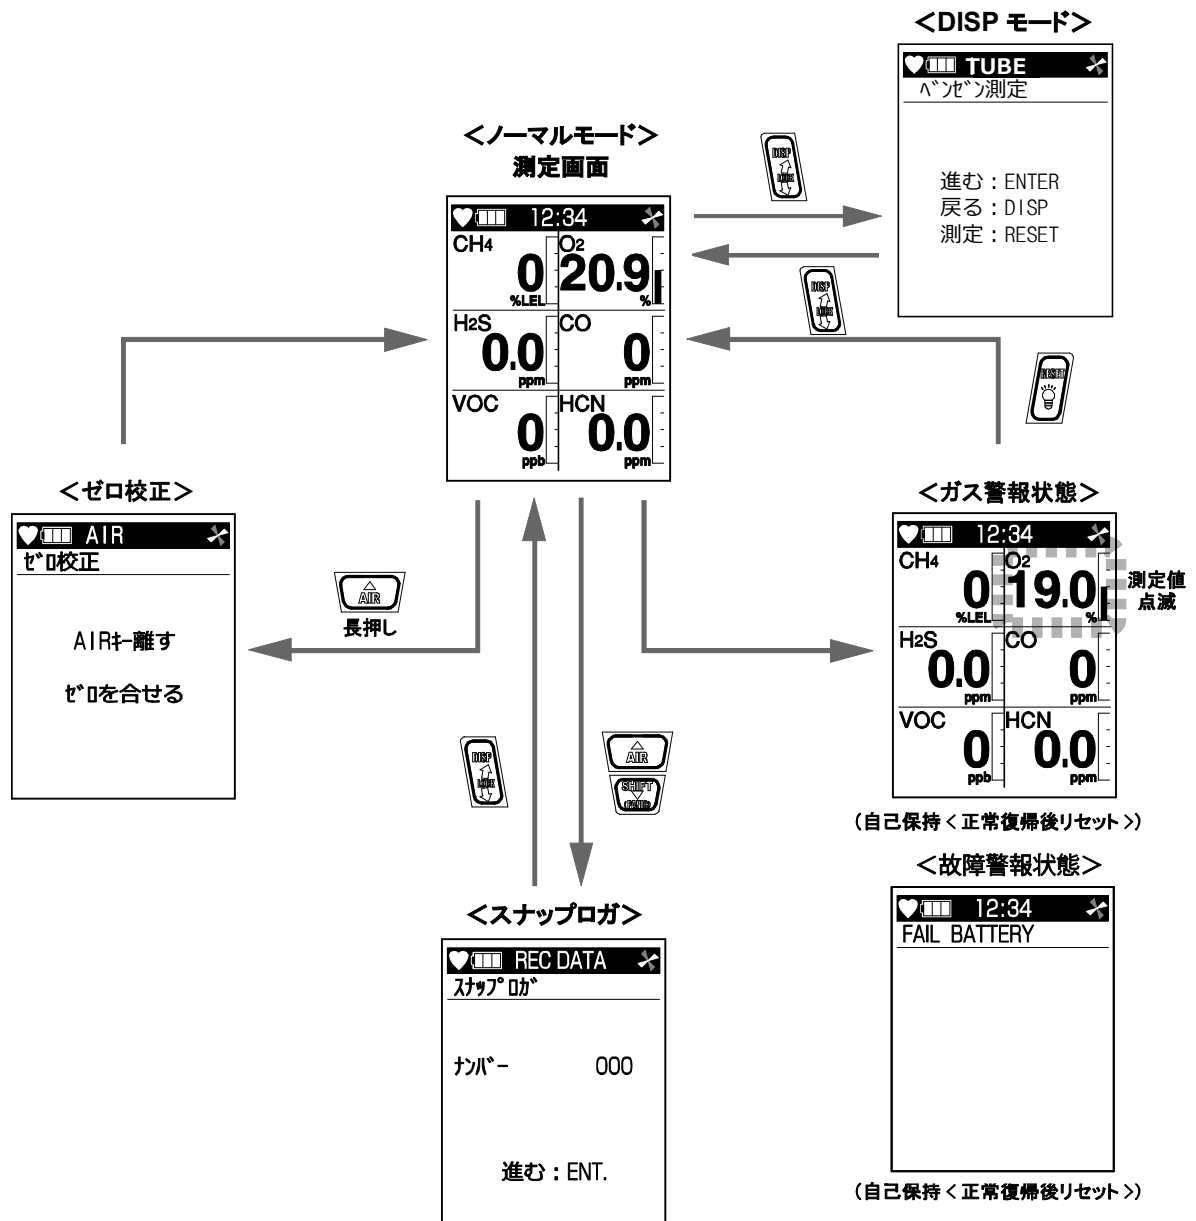 ＜DISP モード＞
TUBE
ﾍﾞﾝｾﾞﾝ測定
進む：ENTER
戻る：DISP
測定：RESET
＜ノーマルモード＞
測定画面
12:34
CH4 O2
0 20.9
%LEL %
H2S CO
0.0 0
ppm ppm
VOC HCN
0 0.0
ppb ppm
DISP
DISP
RESET
＜ゼロ校正＞
AIR
ｾﾞﾛ校正
AIRｷｰ離す
ｾﾞﾛを合せる
AIR
長押し
＜ガス警報状態＞
12:34
CH4 O2
0 19.0
%LEL %
H2S CO
0.0 0
ppm ppm
VOC HCN
0 0.0
ppb ppm
測定値
点滅
（自己保持＜正常復帰後リセット＞）
DISP
AIR
SHIFT
＜スナップロガ＞
REC DATA
ｽﾅｯﾌﾟﾛｶﾞ
ﾅﾝﾊﾞｰ 000
進む：ENT.
＜故障警報状態＞
12:34
FAIL BATTERY
（自己保持＜正常復帰後リセット＞）